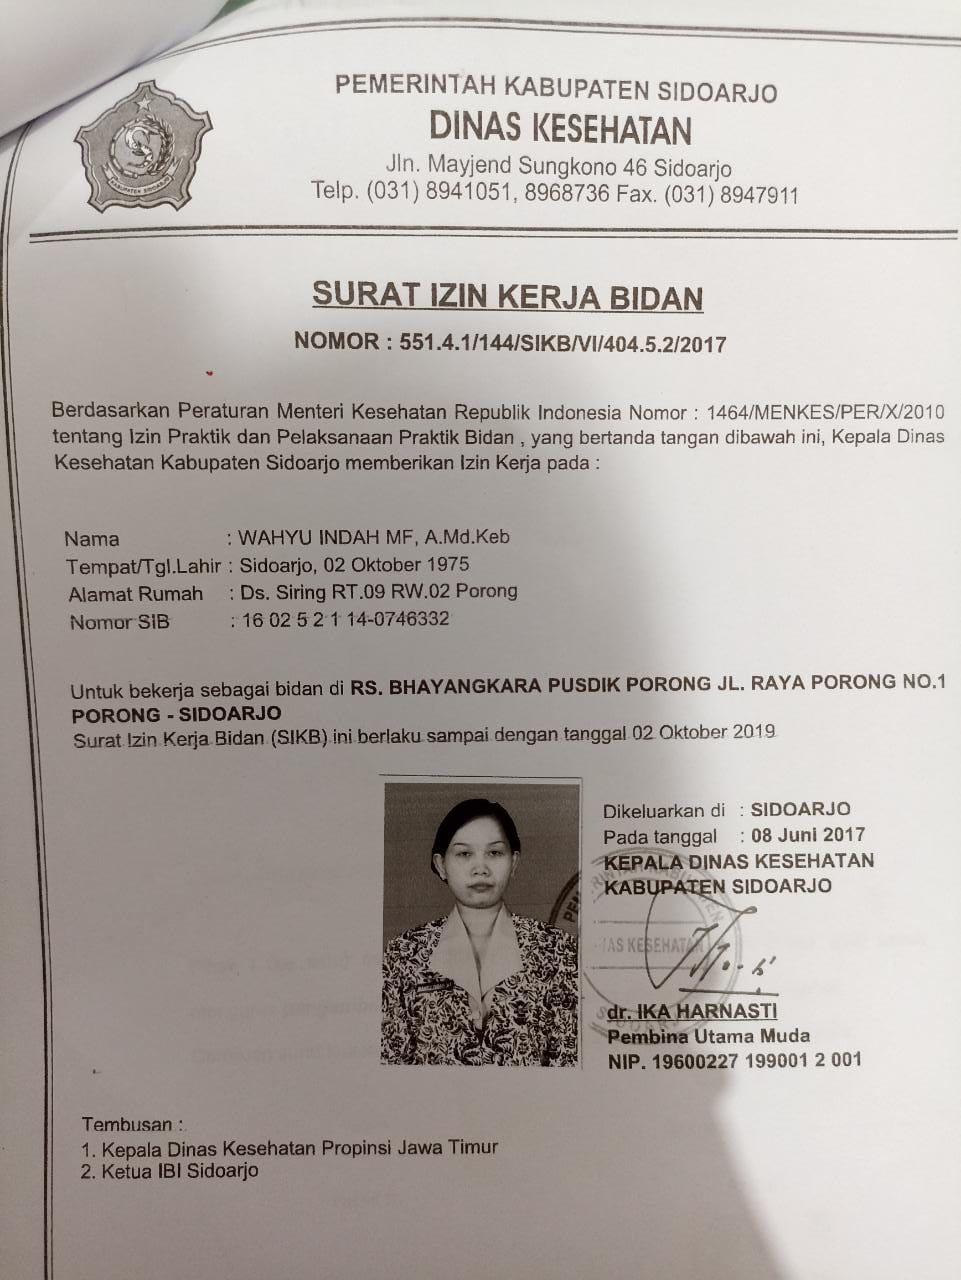 PEMERINTAH KABUPATEN SIDOARJO
DINAS KESEHATAN
Jln. Mayjend Sungkono 46 Sidoarjo
Telp. (031) 8941051, 8968736 Fax. (031) 8947911
KABUPATEN SIDOARJO
SURAT IZIN KERJA BIDAN
NOMOR : 551.4.1/144/SIKB/VI/404.5.2/2017
Berdasarkan Peraturan Menteri Kesehatan Republik Indonesia Nomor : 1464/MENKES/PER/X/2010
tentang Izin Praktik dan Pelaksanaan Praktik Bidan , yang bertanda tangan dibawah ini, Kepala Dinas
Kesehatan Kabupaten Sidoarjo memberikan Izin Kerja pada :
Nama : WAHYU INDAH MF, A.Md.Keb
Tempat/Tgl.Lahir : Sidoarjo, 02 Oktober 1975
Alamat Rumah : Ds. Siring RT.09 RW.02 Porong
Nomor SIB : 16 02 5 2 1 14-0746332
Untuk bekerja sebagai bidan di RS. BHAYANGKARA PUSDIK PORONG JL. RAYA PORONG NO.1
PORONG - SIDOARJO
Surat Izin Kerja Bidan (SIKB) ini berlaku sampai dengan tanggal 02 Oktober 2019
Dikeluarkan di : SIDOARJO
Pada tanggal : 08 Juni 2017
KEPALA DINAS KESEHATAN
KABUPATEN SIDOARJO
DINAS KESEHATAN
dr. IKA HARNASTI
Pembina Utama Muda
NIP. 19600227 199001 2 001
Tembusan :
1. Kepala Dinas Kesehatan Propinsi Jawa Timur
2. Ketua IBI Sidoarjo